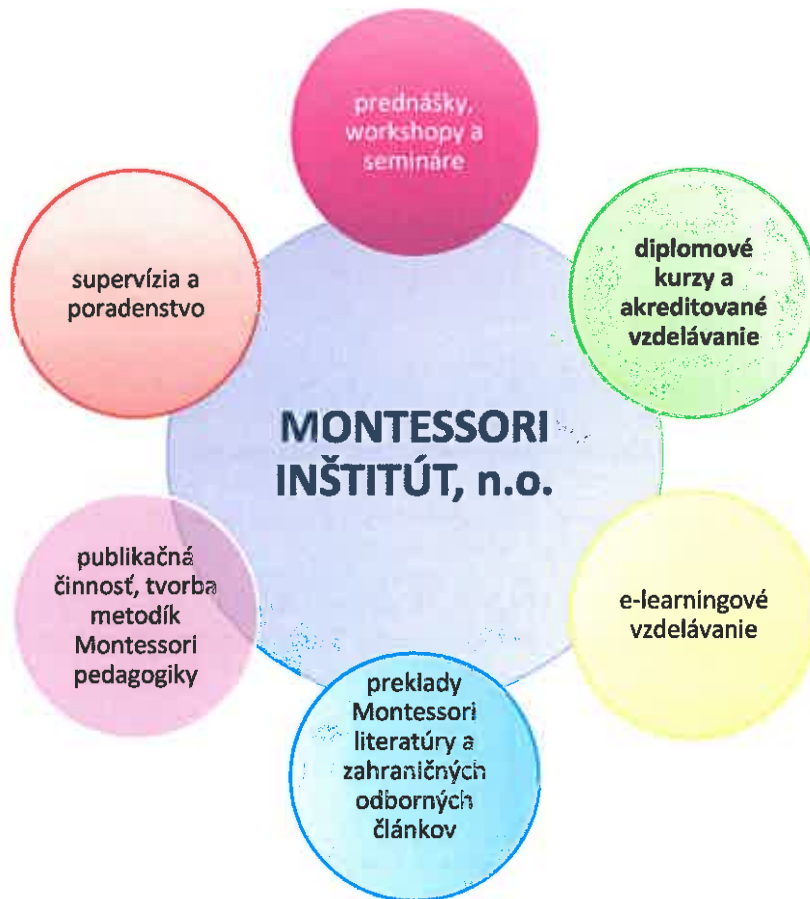 prednášky,
workshopy a
semináre
diplomové
kurzy a
akreditované
vzdelávanie
e-learningové
vzdelávanie
preklady
Montessori
literatúry a
zahraničných
odborných
článkov
publikačná
činnosť, tvorba
metodík
Montessori
pedagogiky
supervízia a
poradenstvo
MONTESSORI
INŠTITÚT, n.o.